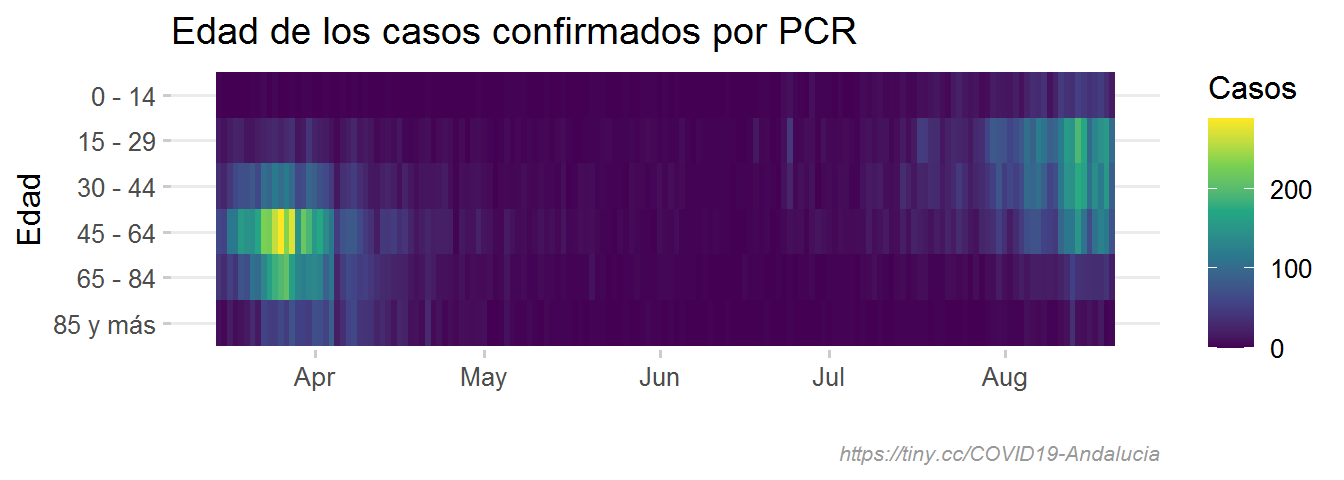 Edad de los casos confirmados por PCR
Edad
0 - 14
15 - 29
30 - 44
45 - 64
65 - 84
85 y más
Apr May Jun Jul Aug
Casos
200
100
0
https://tiny.cc/COVID19-Andalucia